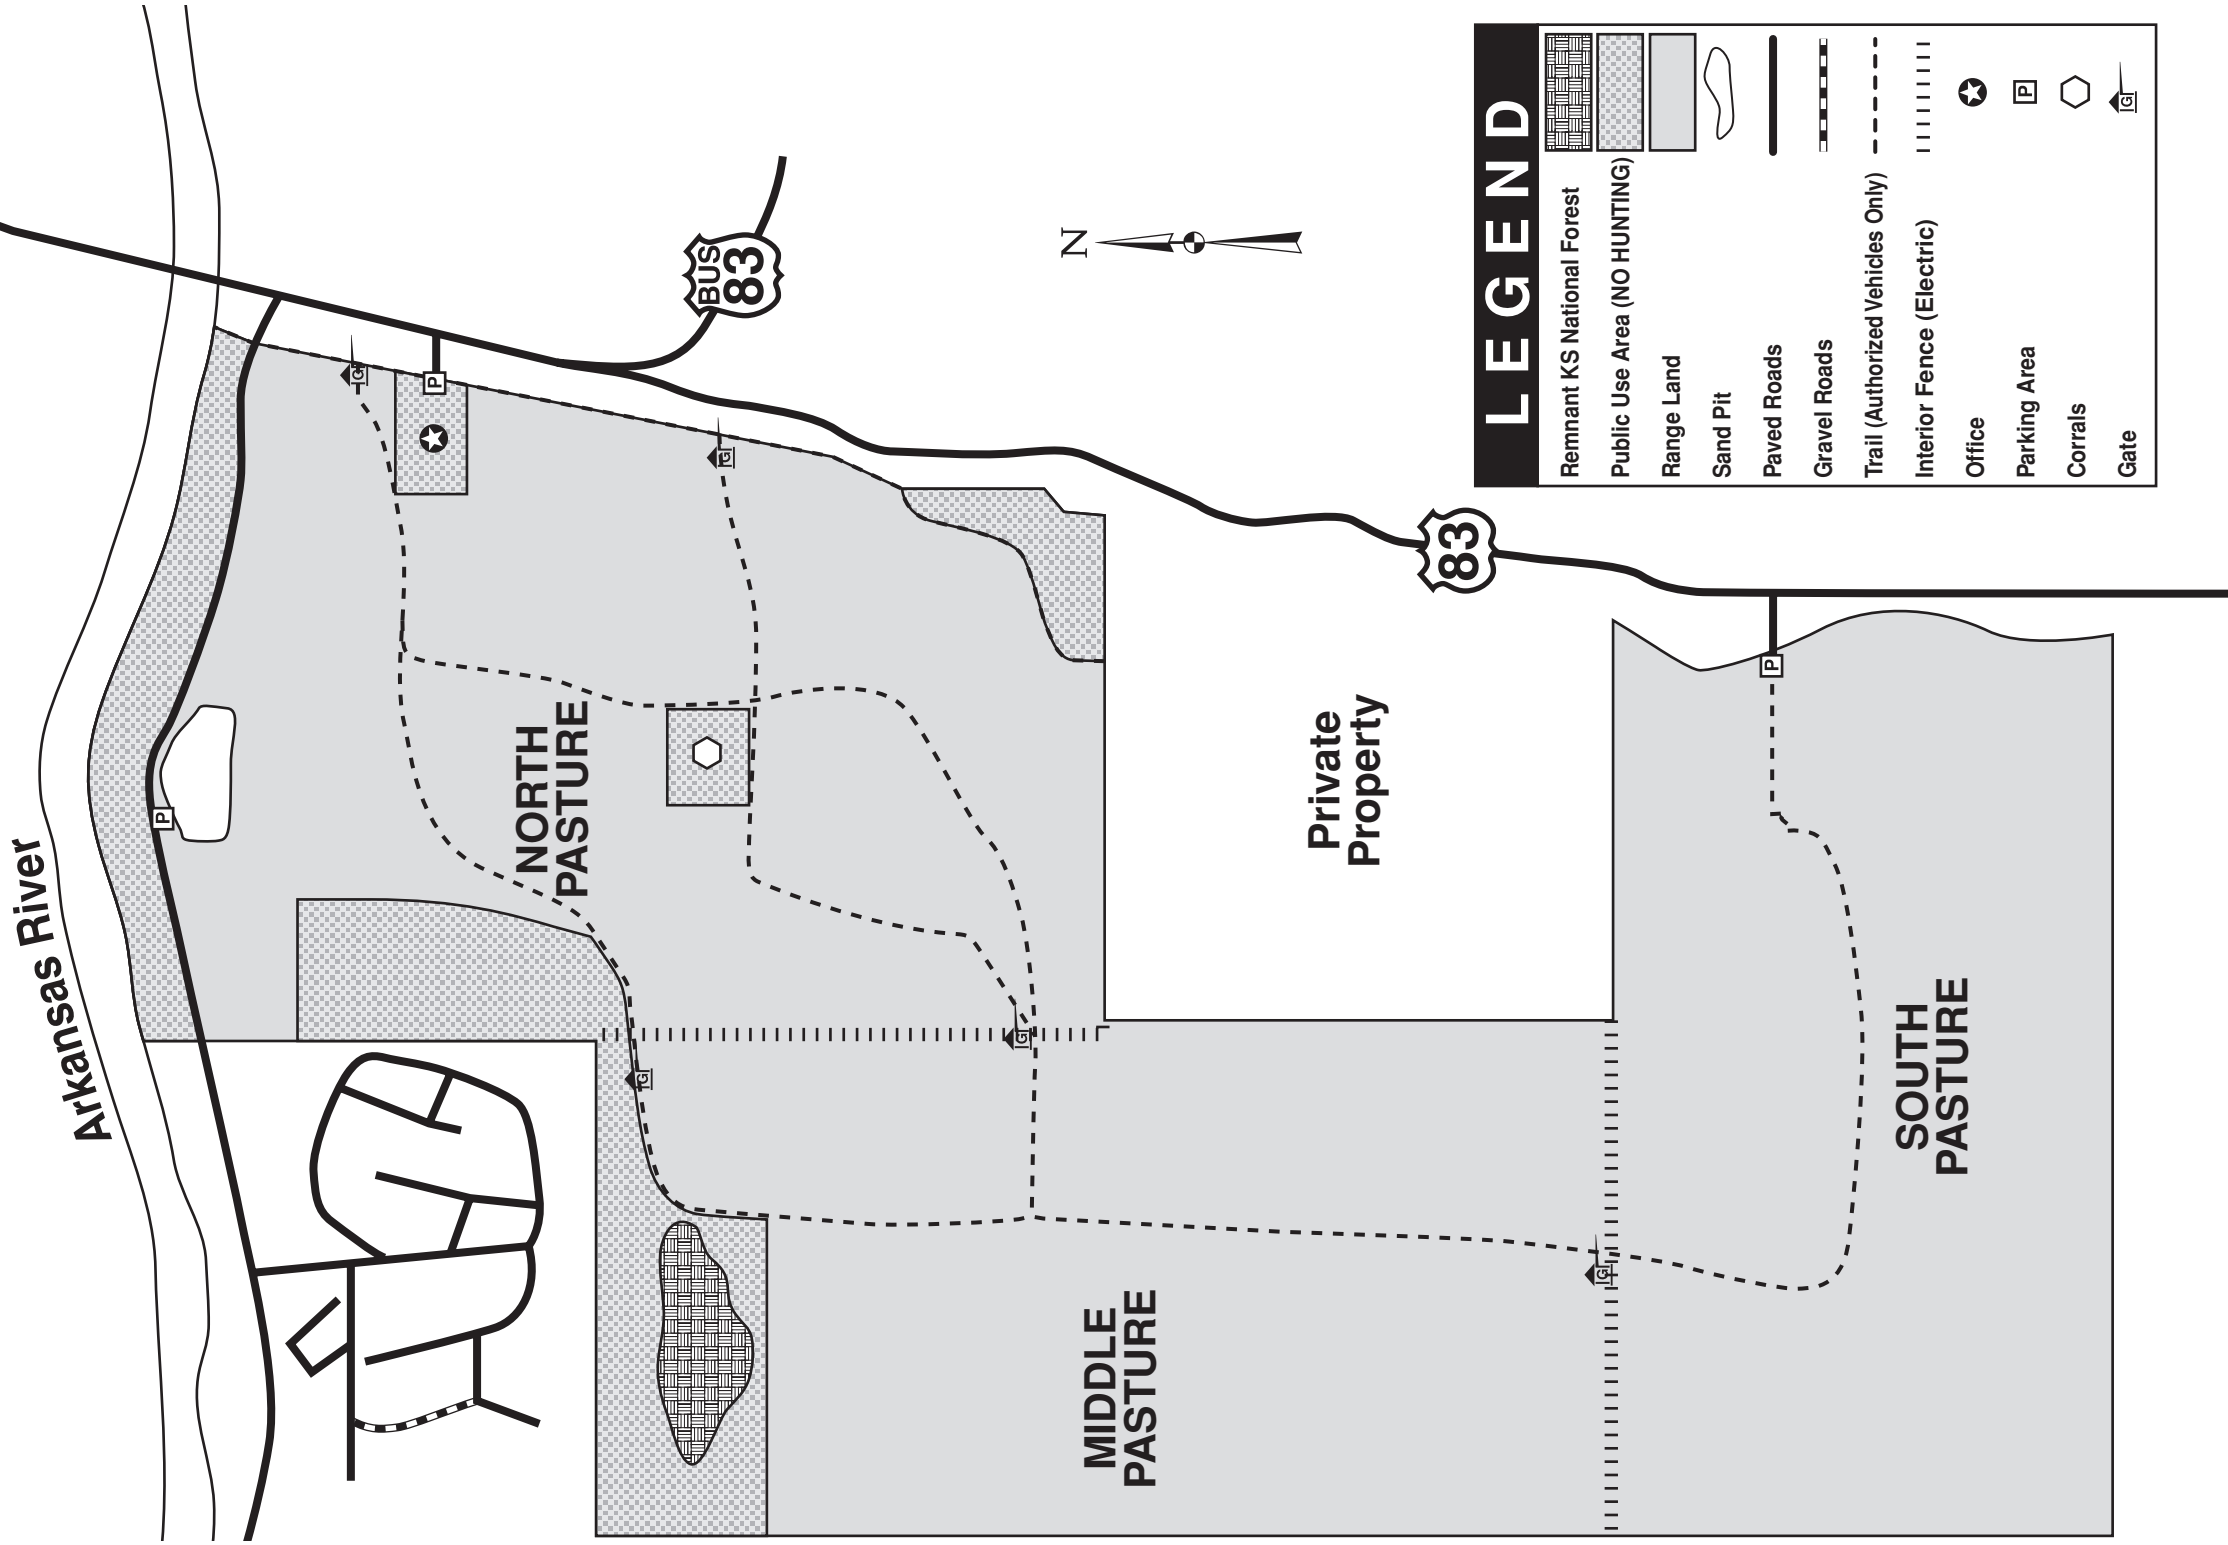 Arkansas River
BUS
83
N
NORTH
PASTURE
Private
Property
83
MIDDLE
PASTURE
SOUTH
PASTURE
P
P
P
G
G
G
G
G
LEGEND
Remnant KS National Forest
Public Use Area (NO HUNTING)
Range Land
Sand Pit
Paved Roads
Gravel Roads
Trail (Authorized Vehicles Only)
Interior Fence (Electric)
Office
Parking Area
P
Corrals
Gate
G